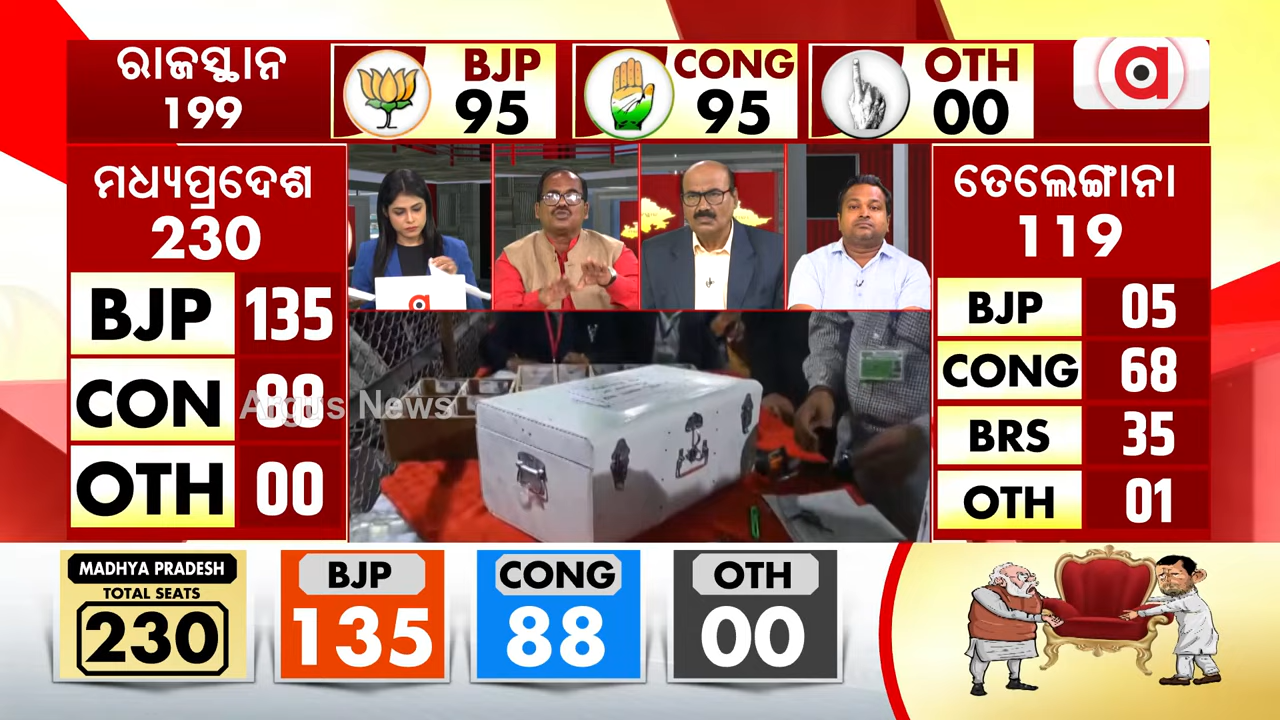 ରାଜସ୍ଥାନ
199
BJP
95
CONG
95
OTH
00
a
ମଧ୍ୟପ୍ରଦେଶ
230
BJP 135
CON 88
OTH 00
a
Argus News
ତେଲେଙ୍ଗାନା
119
BJP 05
CONG 68
BRS 35
OTH 01
MADHYA PRADESH
TOTAL SEATS
230
BJP
135
CONG
88
OTH
00